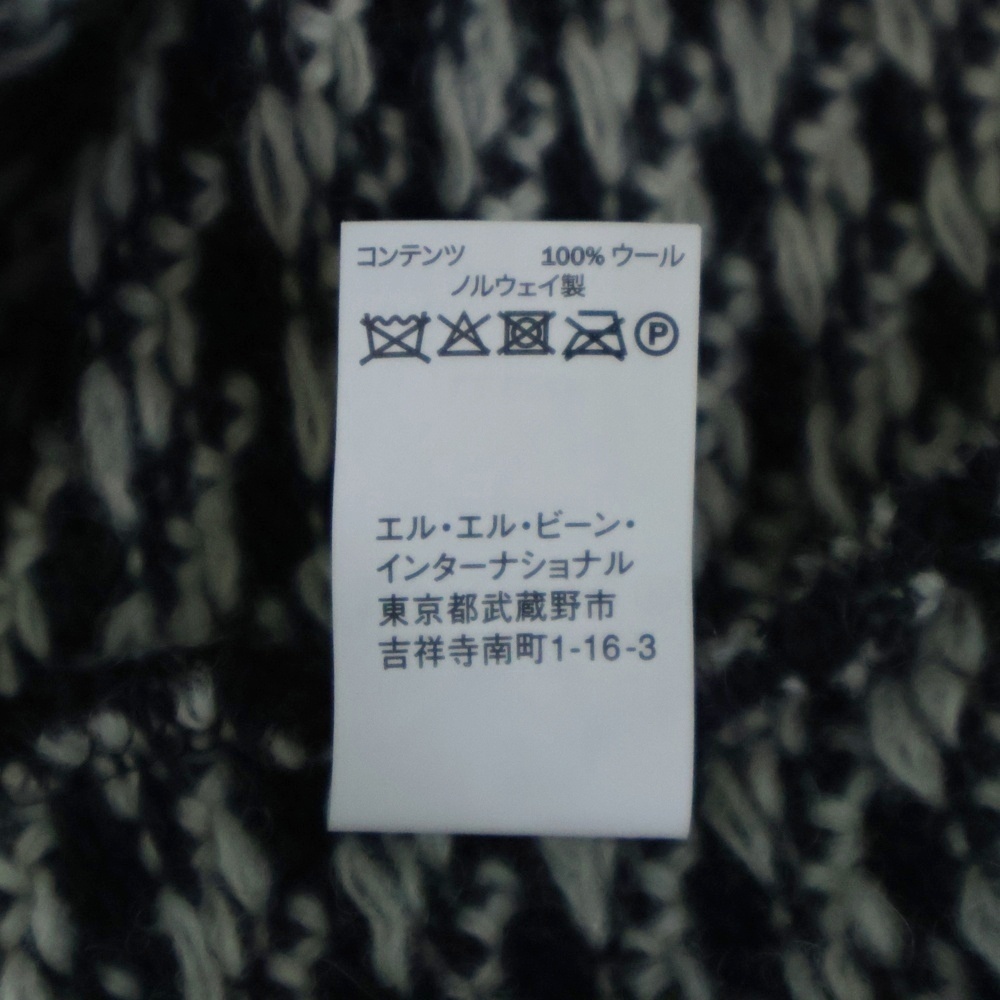 コンテンツ 100% ウール
ノルウェイ製
P
エル・エル・ビーン・
インターナショナル
東京都武蔵野市
吉祥寺南町1-16-3